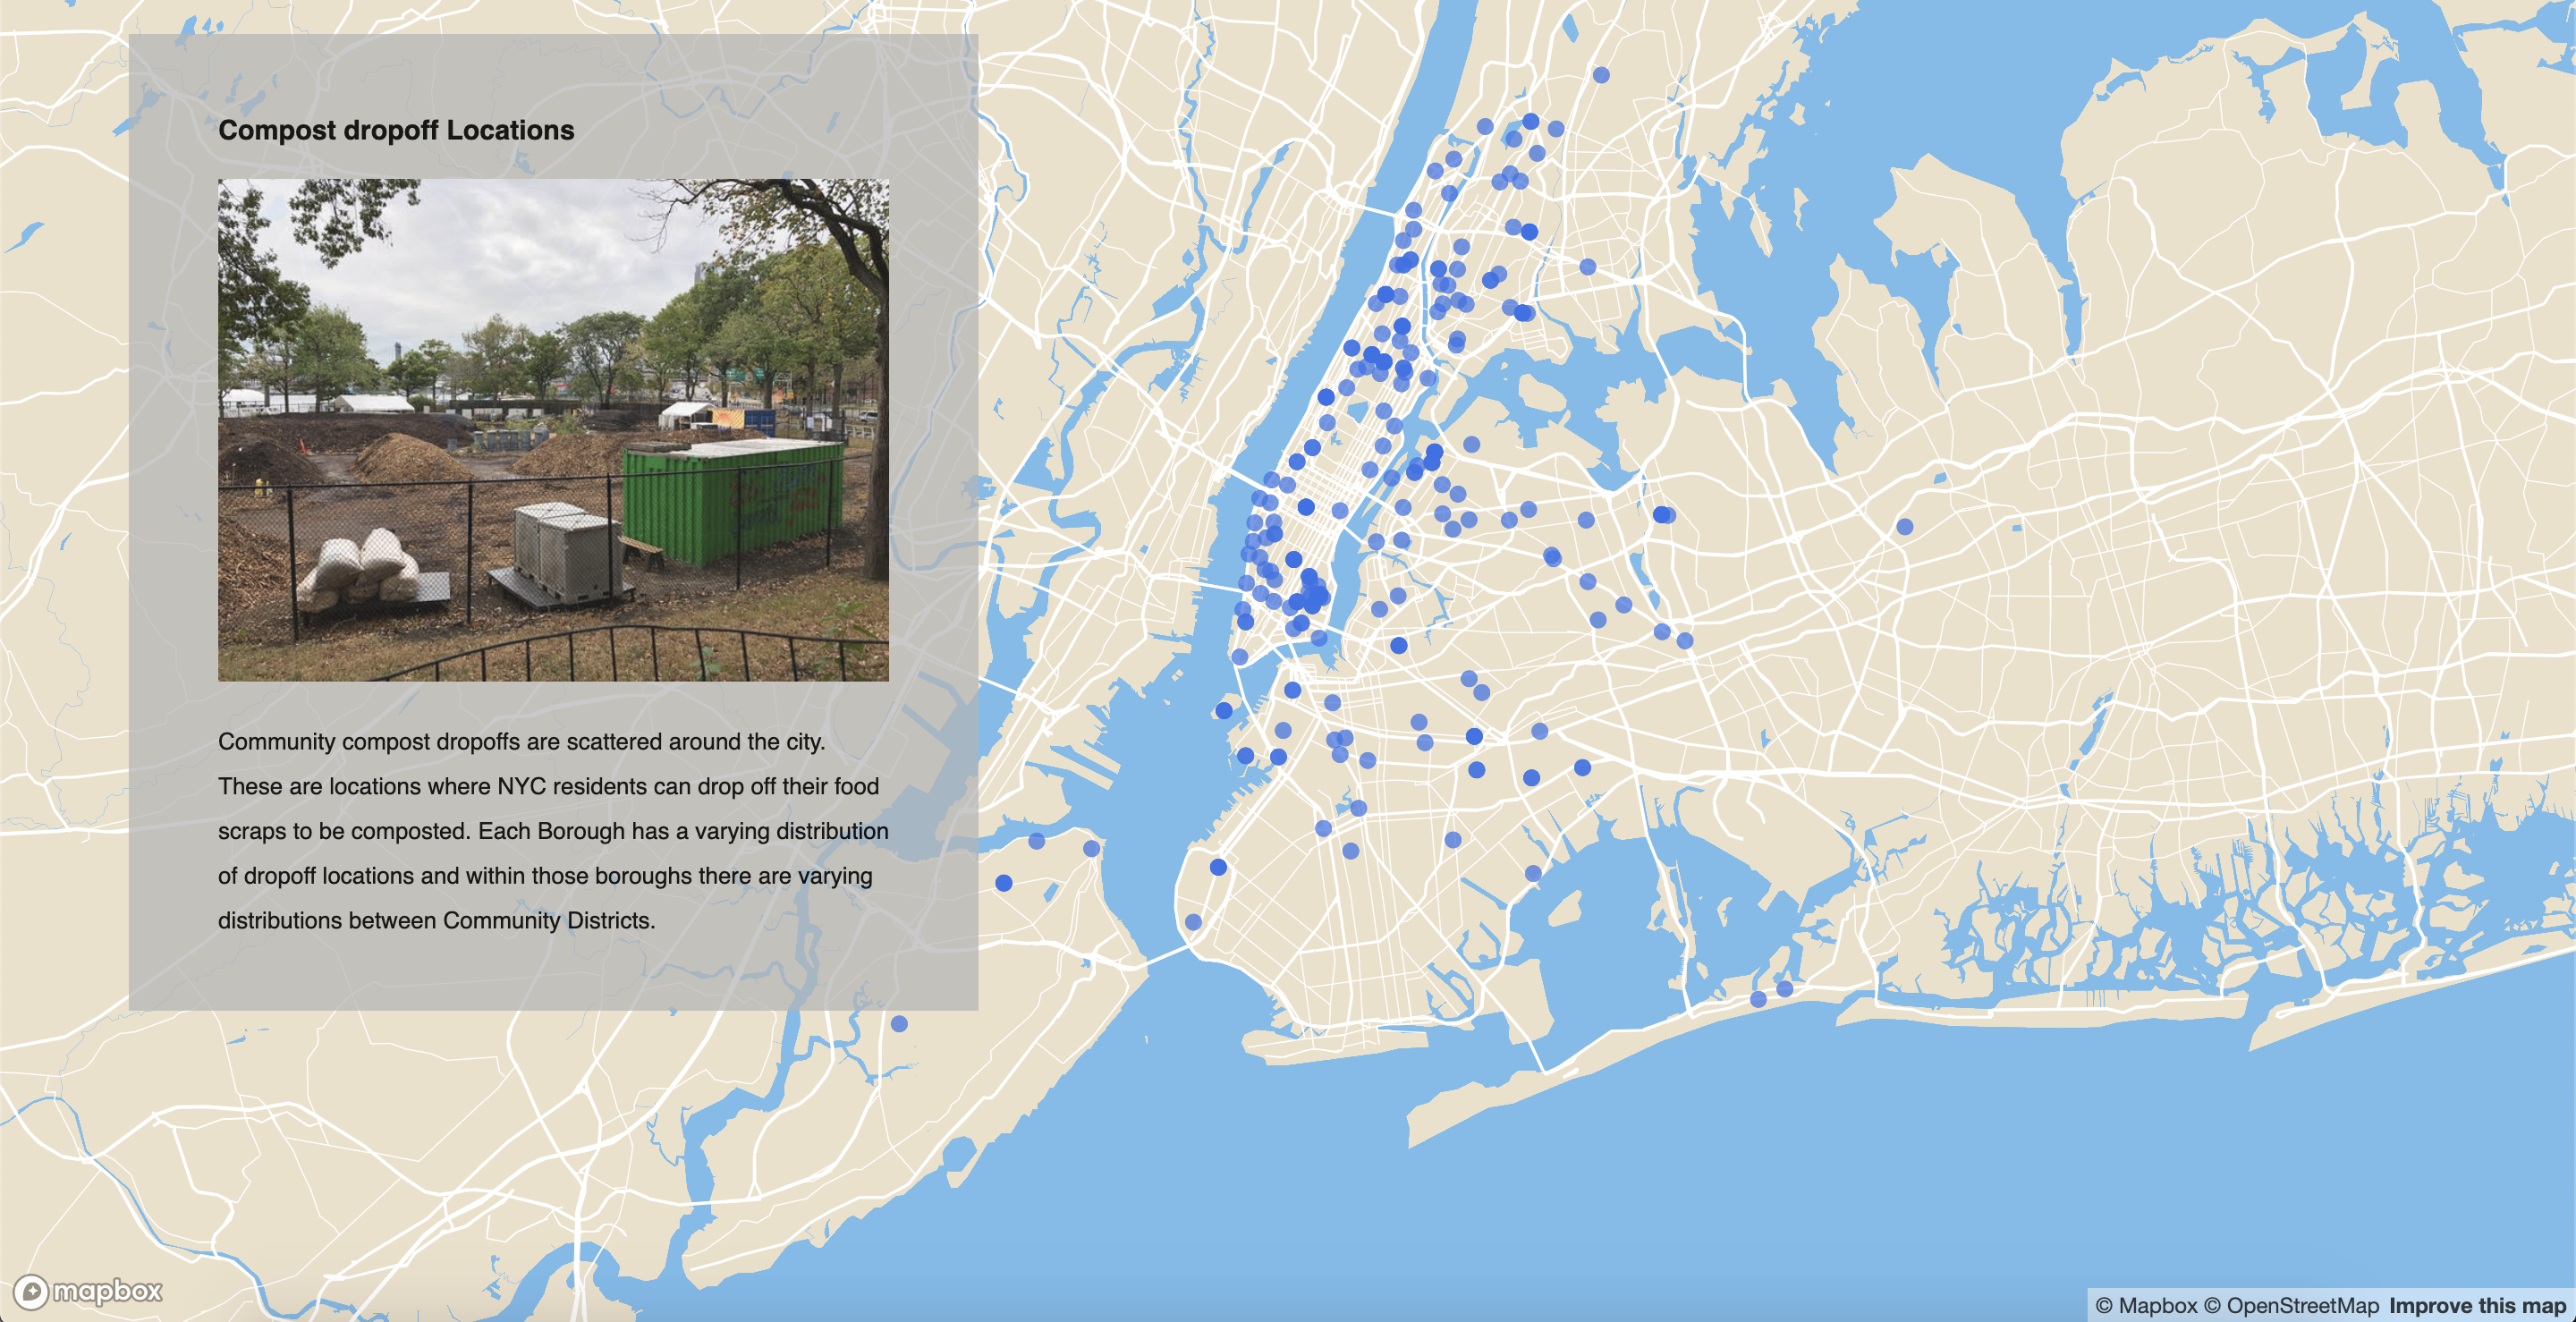 Compost dropoff Locations
Community compost dropoffs are scattered around the city.
These are locations where NYC residents can drop off their food
scraps to be composted. Each Borough has a varying distribution
of dropoff locations and within those boroughs there are varying
distributions between Community Districts.
mapbox
© Mapbox © OpenStreetMap Improve this map